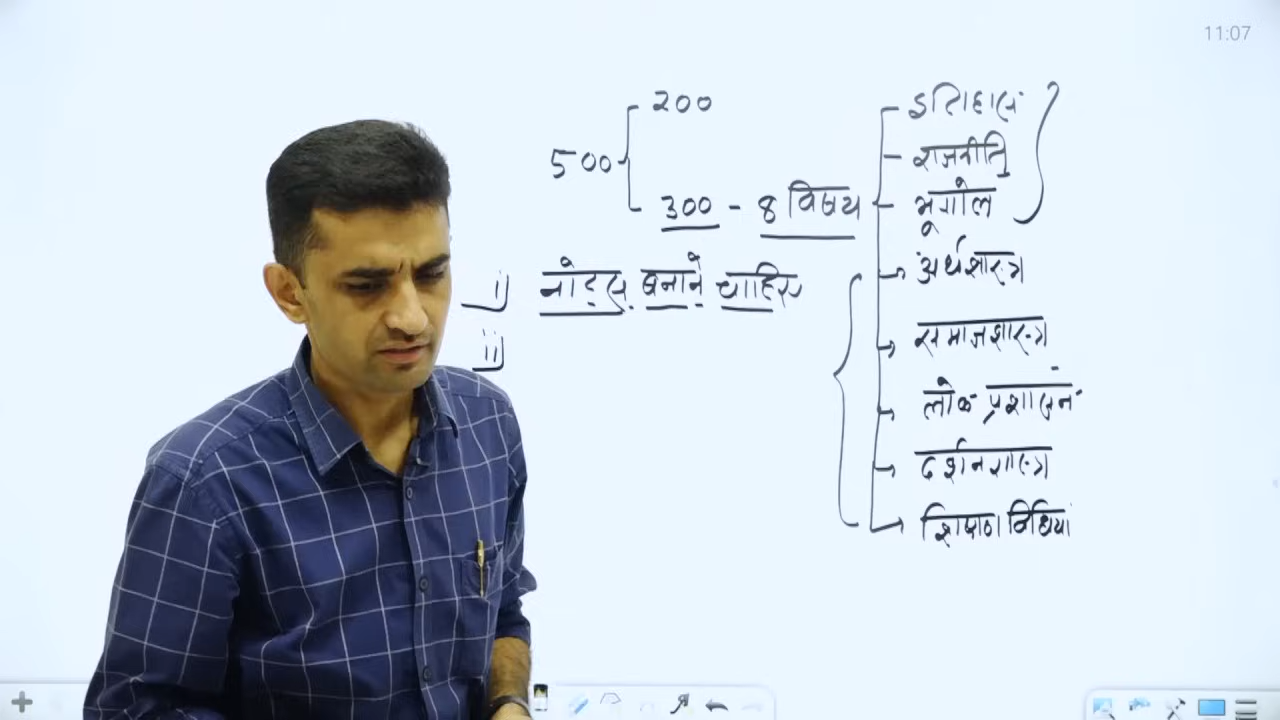 11:07
500
200
300 - 8 विषय
इतिहास
राजनीति
भूगोल
अर्थशास्त्र
समाजशास्त्र
लोक प्रशासन
दर्शनशास्त्र
शिक्षण विधियां
i) नोट्स बनाने चाहिए
ii)